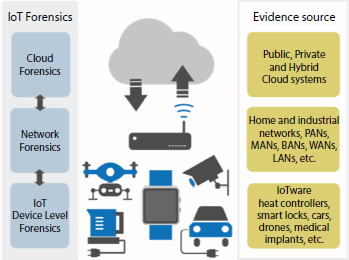 IoT Forensics
Cloud
Forensics
Network
Forensics
IoT
Device Level
Forensics
Evidence source
Public, Private
and Hybrid
Cloud systems
Home and industrial
networks, PANs,
MANs, BANs, WANs,
LANs, etc.
IoTware
heat controllers,
smart locks, cars,
drones, medical
implants, etc.